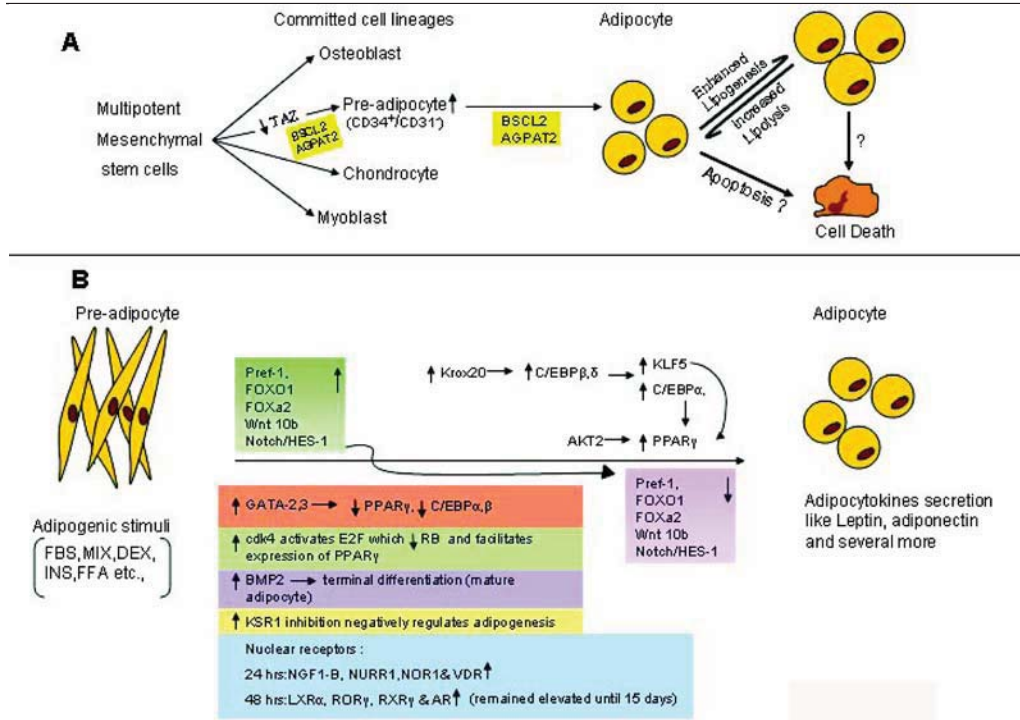 Committed cell lineages
Adipocyte
A
Osteoblast
Multipotent
Mesenchymal
stem cells
↓ TAZ
BSCL2
AGPAT2
Pre-adipocyte ↑
(CD34+/CD31-)
BSCL2
AGPAT2
Chondrocyte
Myoblast
Enhanced
Lipogenesis
Increased
Lipolysis
Apoptosis ?
?
Cell Death
B
Pre-adipocyte
Adipocyte
Pref-1, ↑
FOXO1
FOXa2
Wnt 10b
Notch/HES-1
↑ Krox20 → ↑ C/EBPβ,δ → ↑ KLF5
↑ C/EBPα,
AKT2 → ↑ PPARγ
Pref-1, ↓
FOXO1
FOXa2
Wnt 10b
Notch/HES-1
Adipogenic stimuli
FBS,MIX,DEX,
INS,FFA etc.,
↑ GATA-2,3 → ↓ PPARγ, ↓ C/EBPα,β
↑ cdk4 activates E2F which ↓ RB and facilitates
expression of PPARγ
↑ BMP2 → terminal differentiation (mature
adipocyte)
↑ KSR1 inhibition negatively regulates adipogenesis
Nuclear receptors :
24 hrs:NGF1-B, NURR1,NOR1& VDR ↑
48 hrs:LXRα, RORγ, RXRγ & AR ↑ (remained elevated until 15 days)
Adipocytokines secretion
like Leptin, adiponectin
and several more